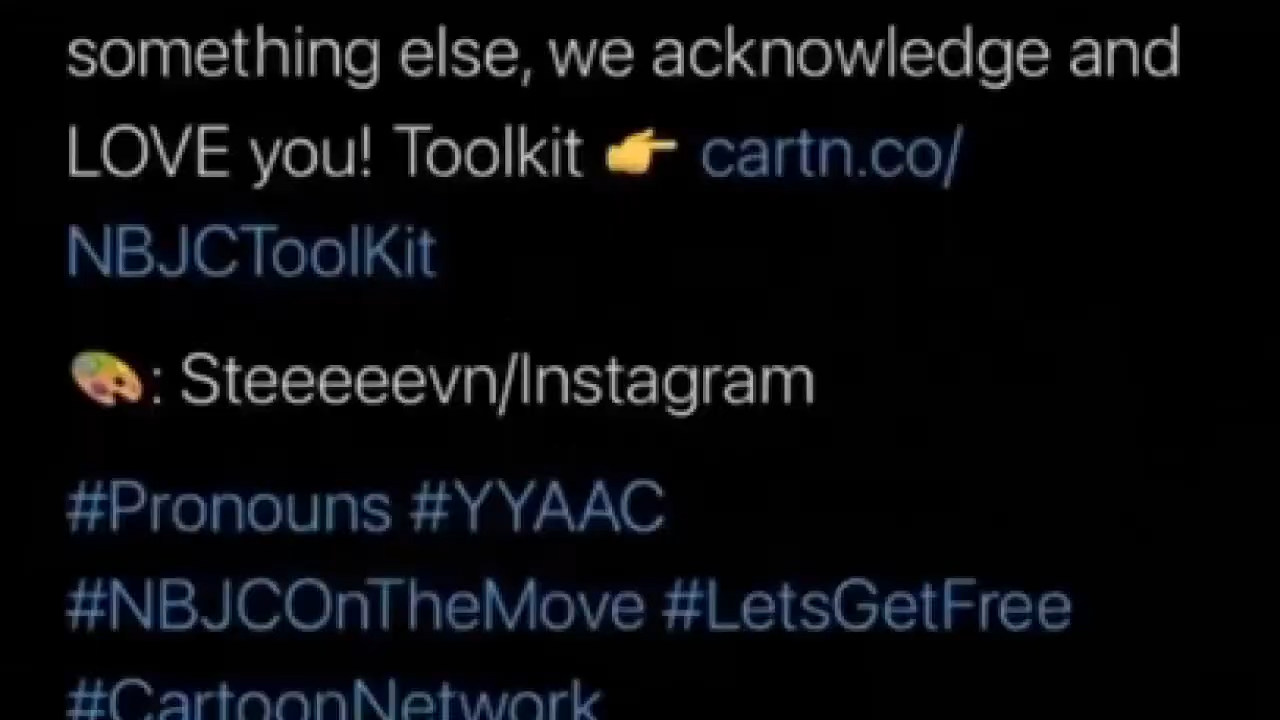 something else, we acknowledge and
LOVE you! Toolkit 👉 cartn.co/
NBJCToolKit
🎨: Steeeeevn/Instagram
#Pronouns #YYAAC
#NBJCOnTheMove #LetsGetFree
#CartoonNetwork